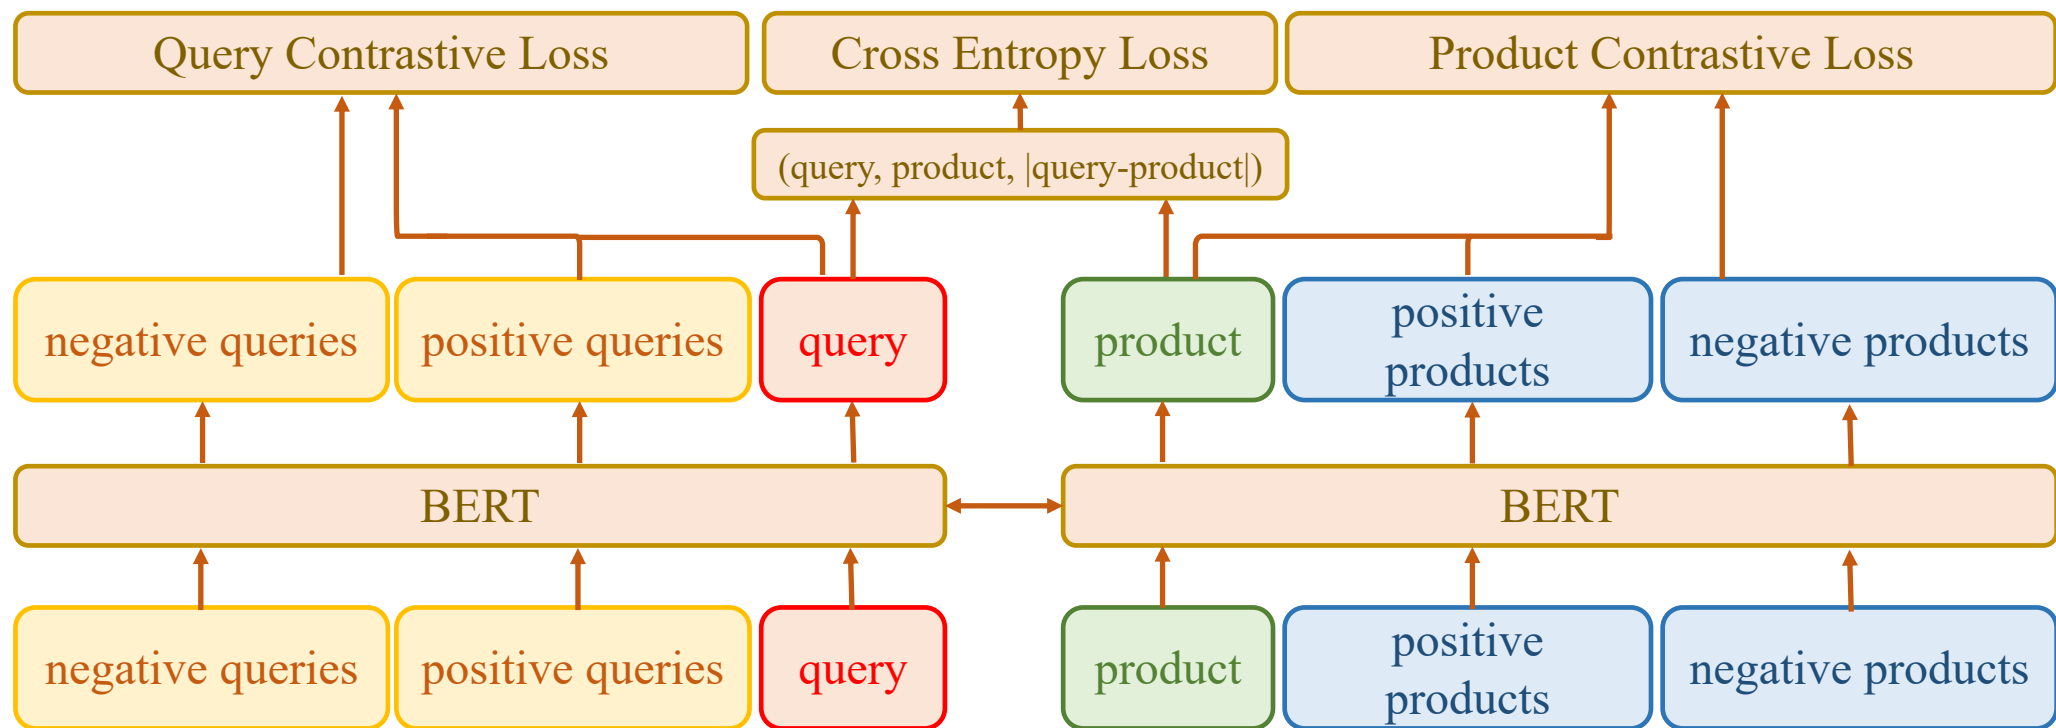 Query Contrastive Loss
Cross Entropy Loss
Product Contrastive Loss
(query, product, |query-product|)
negative queries
positive queries
query
product
positive
products
negative products
BERT
BERT
negative queries
positive queries
query
product
positive
products
negative products